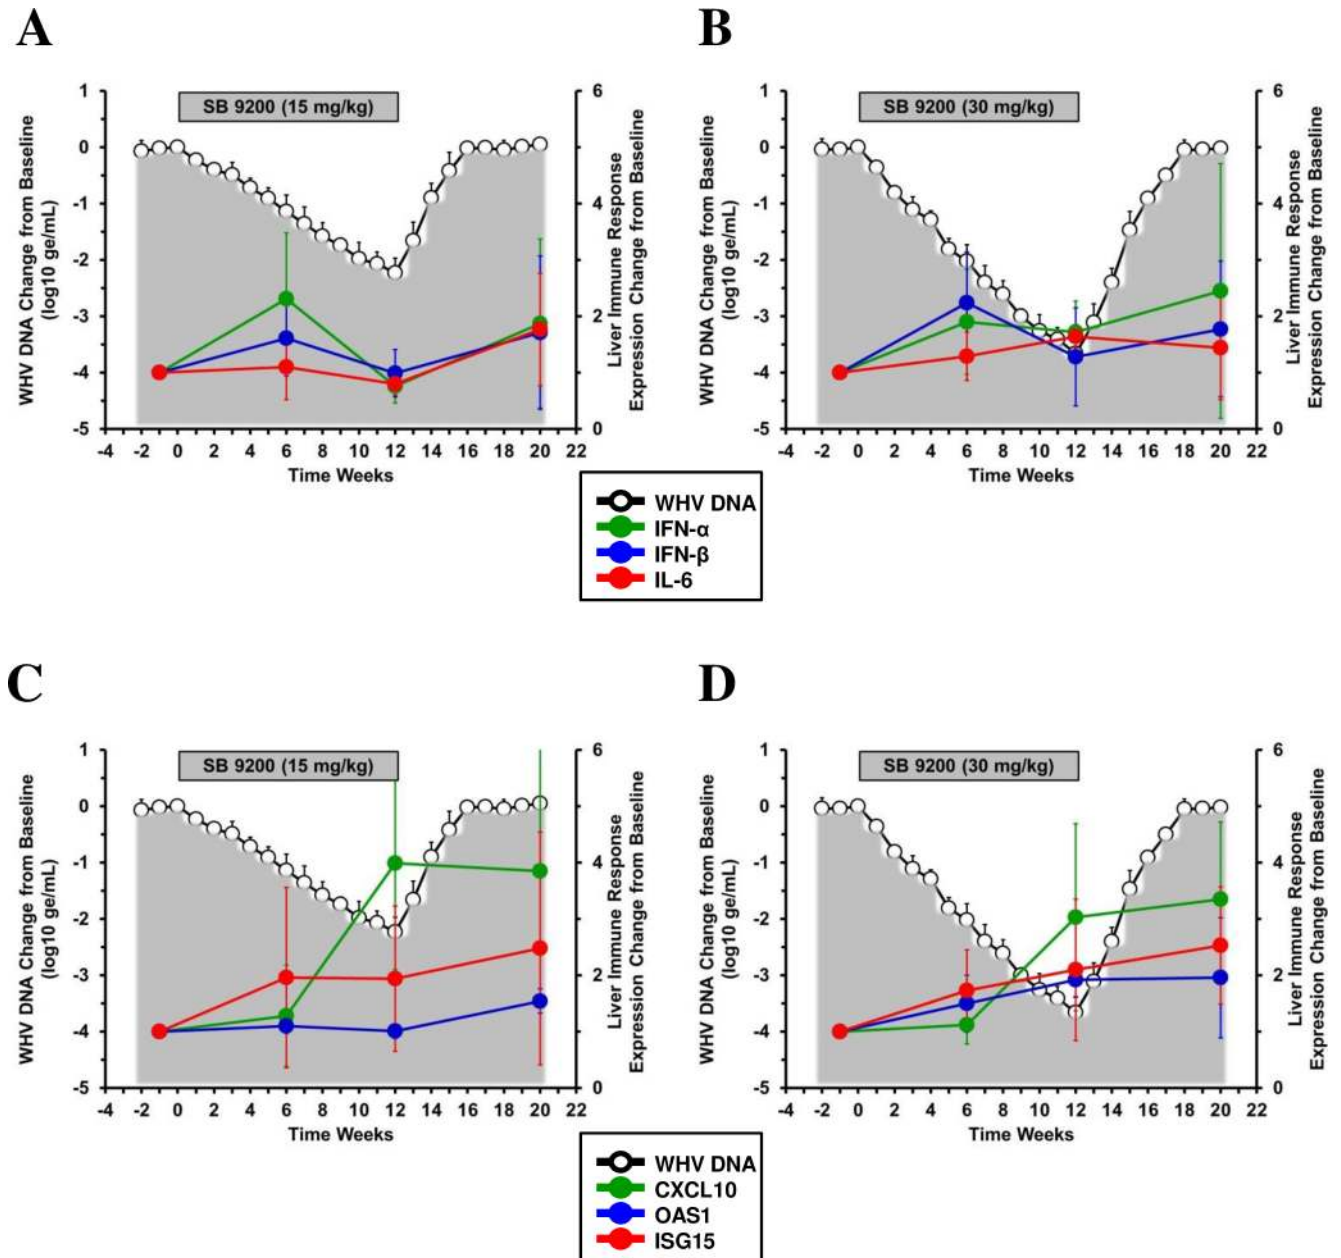 A
B
SB 9200 (15 mg/kg)
WHV DNA Change from Baseline
(log10 ge/mL)
1
0
-1
-2
-3
-4
-5
6
4
2
0
Liver Immune Response
Expression Change from Baseline
-4 -2 0 2 4 6 8 10 12 14 16 18 20 22
Time Weeks
SB 9200 (30 mg/kg)
WHV DNA Change from Baseline
(log10 ge/mL)
1
0
-1
-2
-3
-4
-5
6
4
2
0
Liver Immune Response
Expression Change from Baseline
-4 -2 0 2 4 6 8 10 12 14 16 18 20 22
Time Weeks
WHV DNA
IFN-α
IFN-β
IL-6
C
D
SB 9200 (15 mg/kg)
WHV DNA Change from Baseline
(log10 ge/mL)
1
0
-1
-2
-3
-4
-5
6
4
2
0
Liver Immune Response
Expression Change from Baseline
-4 -2 0 2 4 6 8 10 12 14 16 18 20 22
Time Weeks
SB 9200 (30 mg/kg)
WHV DNA Change from Baseline
(log10 ge/mL)
1
0
-1
-2
-3
-4
-5
6
4
2
0
Liver Immune Response
Expression Change from Baseline
-4 -2 0 2 4 6 8 10 12 14 16 18 20 22
Time Weeks
WHV DNA
CXCL10
OAS1
ISG15